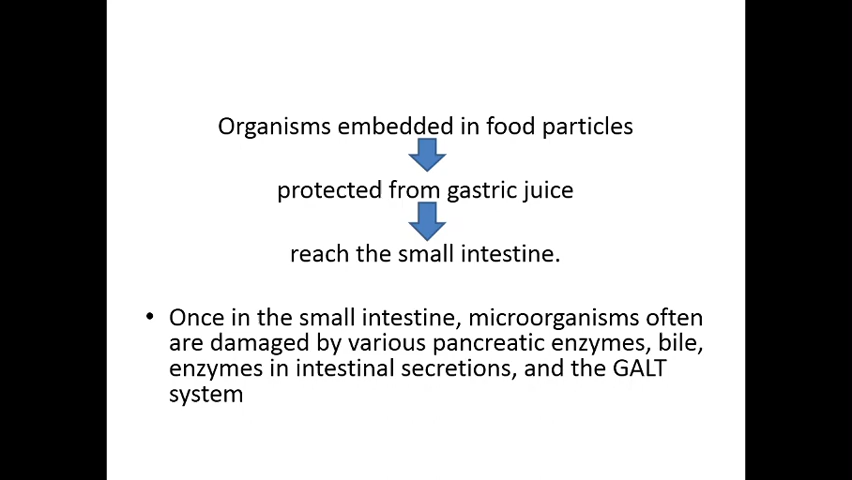 Organisms embedded in food particles
protected from gastric juice
reach the small intestine.
• Once in the small intestine, microorganisms often
are damaged by various pancreatic enzymes, bile,
enzymes in intestinal secretions, and the GALT
system